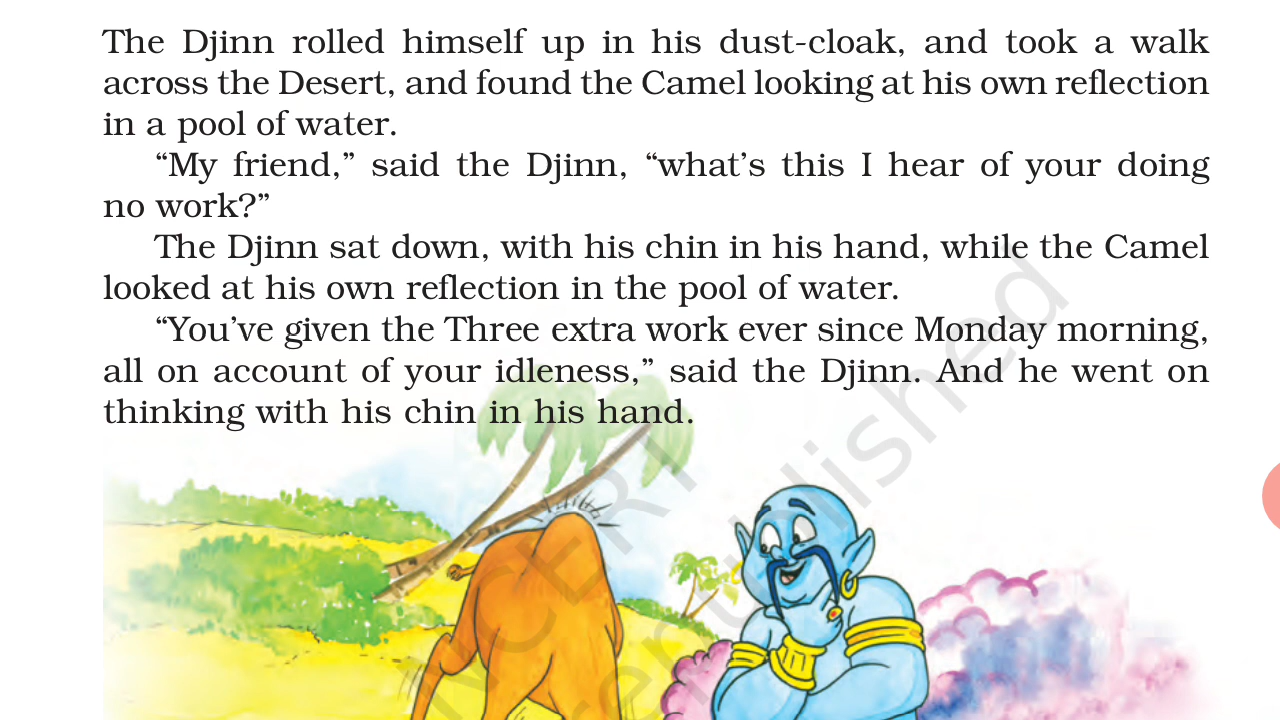 The Djinn rolled himself up in his dust-cloak, and took a walk
across the Desert, and found the Camel looking at his own reflection
in a pool of water.
“My friend,” said the Djinn, “what’s this I hear of your doing
no work?”
The Djinn sat down, with his chin in his hand, while the Camel
looked at his own reflection in the pool of water.
“You’ve given the Three extra work ever since Monday morning,
all on account of your idleness,” said the Djinn. And he went on
thinking with his chin in his hand.
NCERT